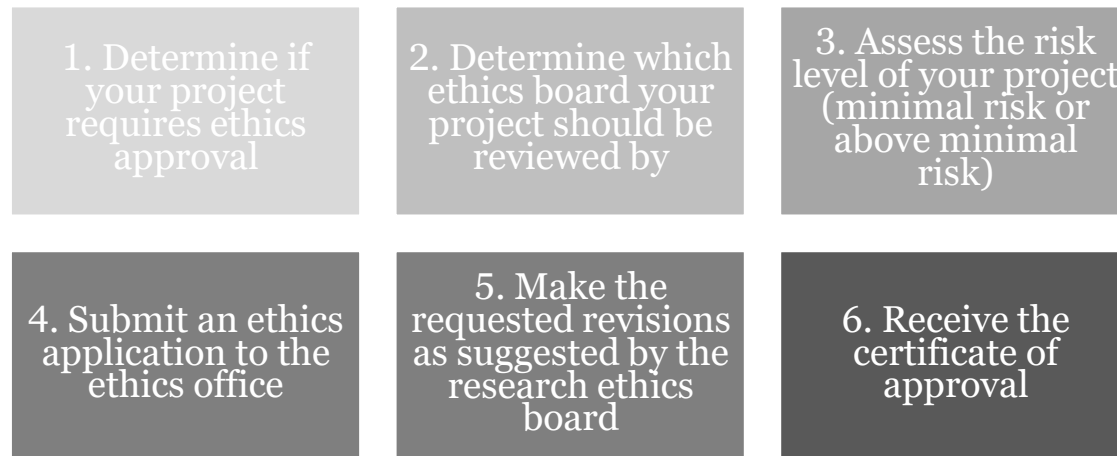 1. Determine if
your project
requires ethics
approval
2. Determine which
ethics board your
project should be
reviewed by
3. Assess the risk
level of your project
(minimal risk or
above minimal
risk)
4. Submit an ethics
application to the
ethics office
5. Make the
requested revisions
as suggested by the
research ethics
board
6. Receive the
certificate of
approval